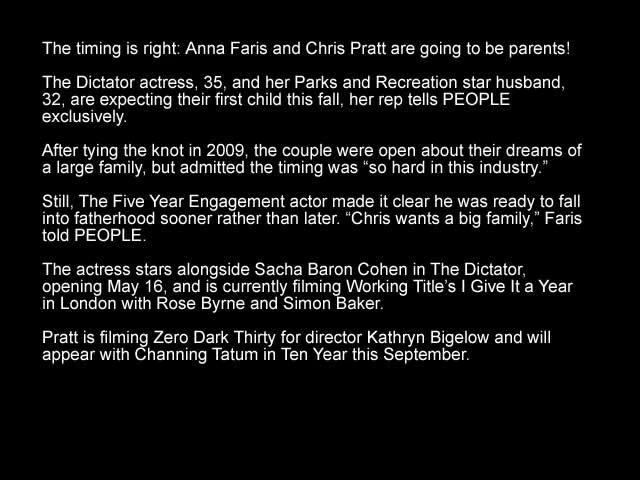 The timing is right: Anna Faris and Chris Pratt are going to be parents!
The Dictator actress, 35, and her Parks and Recreation star husband,
32, are expecting their first child this fall, her rep tells PEOPLE
exclusively.
After tying the knot in 2009, the couple were open about their dreams of
a large family, but admitted the timing was “so hard in this industry.”
Still, The Five Year Engagement actor made it clear he was ready to fall
into fatherhood sooner rather than later. “Chris wants a big family,” Faris
told PEOPLE.
The actress stars alongside Sacha Baron Cohen in The Dictator,
opening May 16, and is currently filming Working Title’s I Give It a Year
in London with Rose Byrne and Simon Baker.
Pratt is filming Zero Dark Thirty for director Kathryn Bigelow and will
appear with Channing Tatum in Ten Year this September.